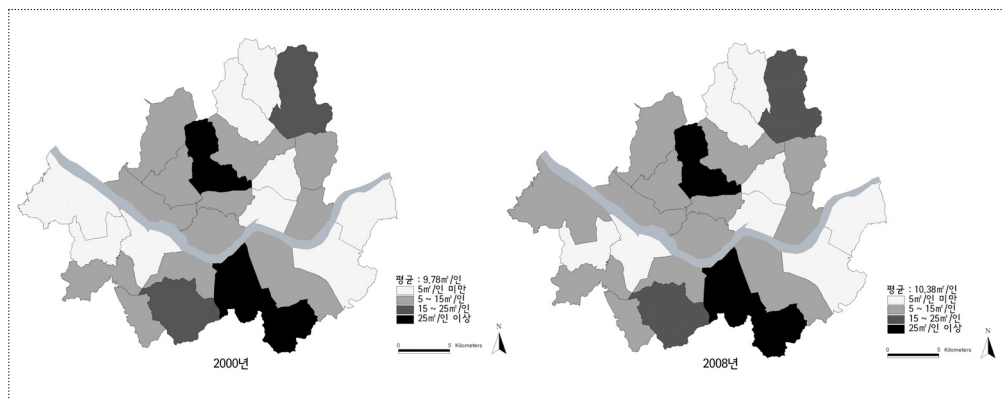 평균 : 9.78㎡/인
5㎡/인 미만
5 ~ 15㎡/인
15 ~ 25㎡/인
25㎡/인 이상
0 5 Kilometers
N
2000년
평균 : 10.38㎡/인
5㎡/인 미만
5 ~ 15㎡/인
15 ~ 25㎡/인
25㎡/인 이상
0 5 Kilometers
N
2008년